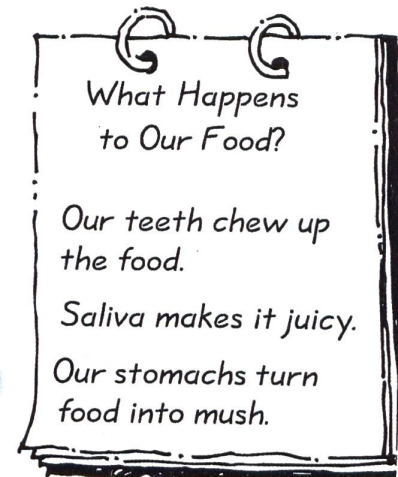 What Happens
to Our Food?
Our teeth chew up
the food.
Saliva makes it juicy.
Our stomachs turn
food into mush.